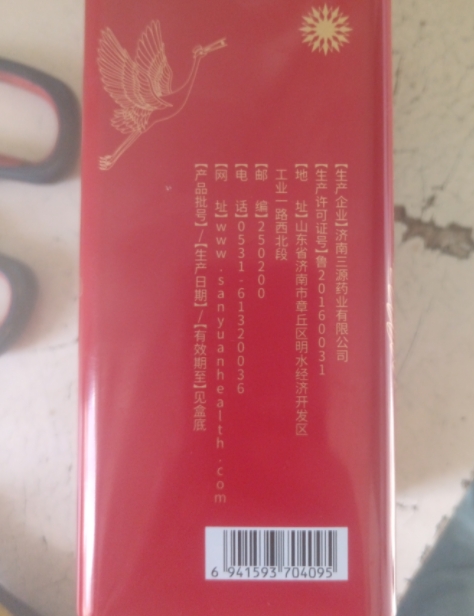 【生产企业】济南三源药业有限公司
【生产许可证号】鲁20160031
【地 址】山东省济南市章丘区明水经济开发区
工业一路西北段
【邮 编】250200
【电 话】0531-61320036
【网 址】www.sanyuanhealth.com
【产品批号】/【生产日期】/【有效期至】见盒底
6 941593 704095